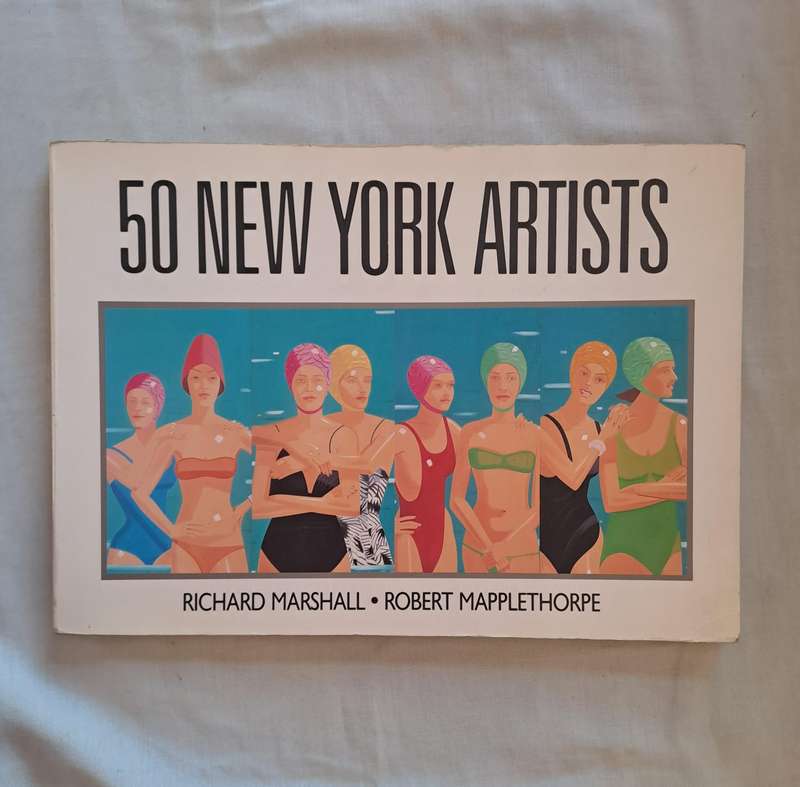 50 NEW YORK ARTISTS
RICHARD MARSHALL • ROBERT MAPPLETHORPE